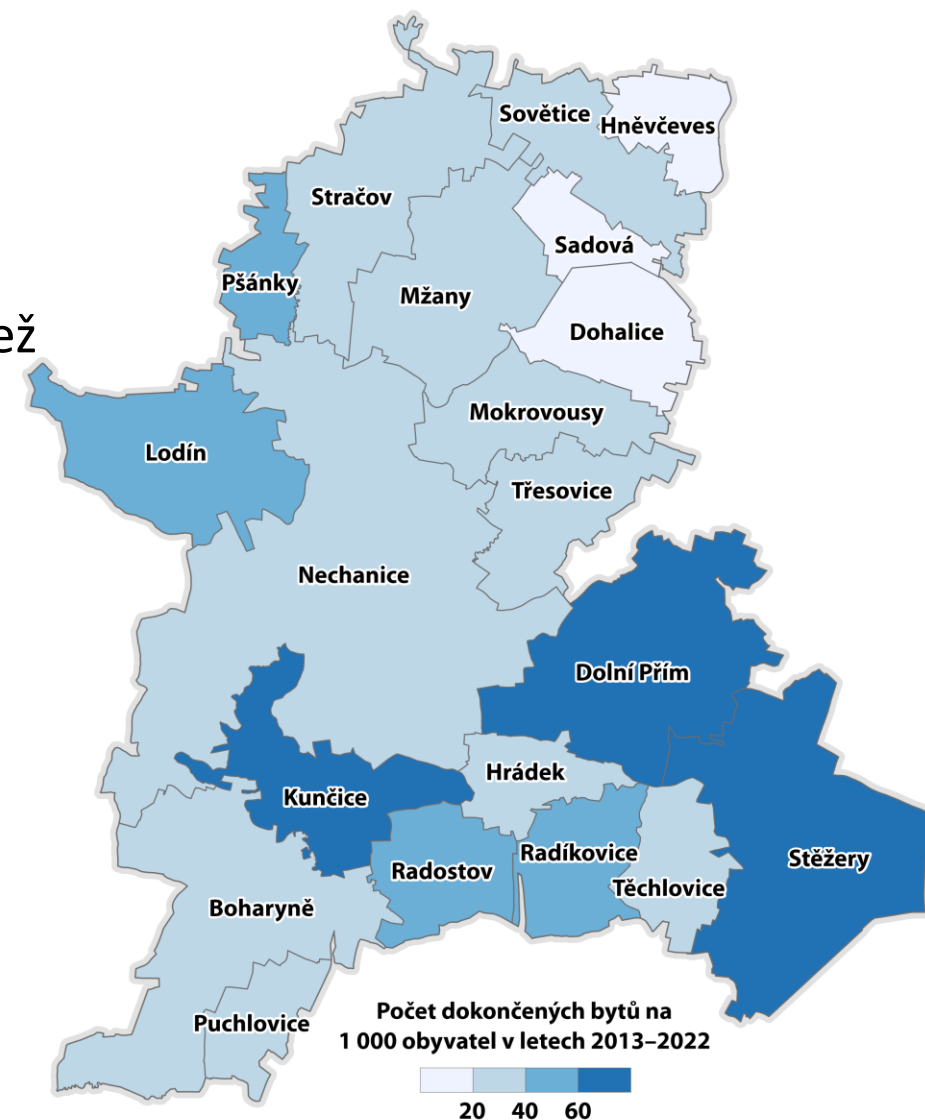 Sovětice
Hněvčeves
Stračov
Sadová
Pšánky
Mžany
Dohalice
ež
Mokrovousy
Lodín
Třesovice
Nechanice
Dolní Přím
Hrádek
Kunčice
Radíkovice
Stěžery
Radostov
Těchlovice
Boharyně
Puchlovice
Počet dokončených bytů na
1 000 obyvatel v letech 2013–2022
20 40 60